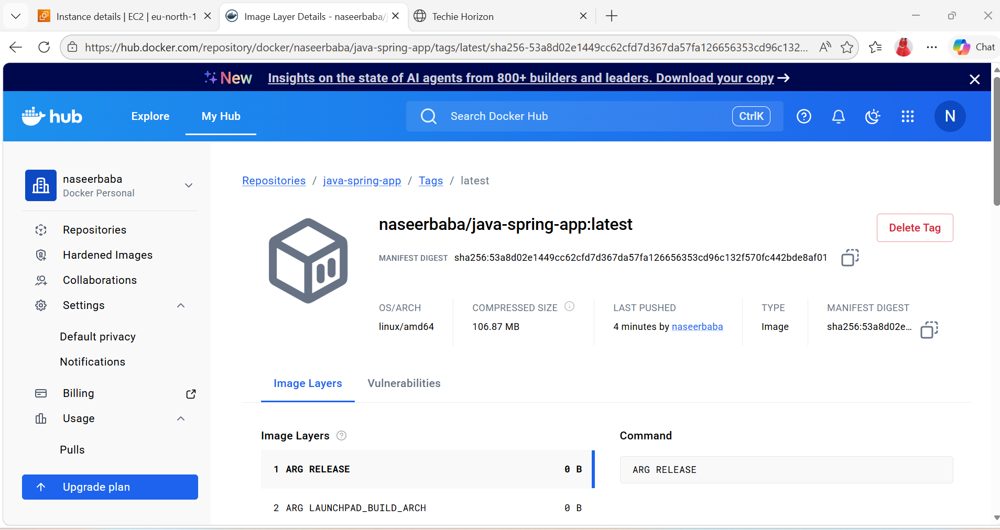 Instance details | EC2 | eu-north-1
Image Layer Details - naseerbaba/j
Techie Horizon
https://hub.docker.com/repository/docker/naseerbaba/java-spring-app/tags/latest/sha256-53a8d02e1449cc62cfd7d367da57fa126656353cd96c132...
Chat
New Insights on the state of AI agents from 800+ builders and leaders. Download your copy →
hub
Explore
My Hub
Search Docker Hub
CtrlK
N
naseerbaba
Docker Personal
Repositories
Hardened Images
Collaborations
Settings
Default privacy
Notifications
Billing
Usage
Pulls
Upgrade plan
Repositories / java-spring-app / Tags / latest
naseerbaba/java-spring-app:latest
Delete Tag
MANIFEST DIGEST sha256:53a8d02e1449cc62cfd7d367da57fa126656353cd96c132f570fc442bde8af01
OS/ARCH
linux/amd64
COMPRESSED SIZE
106.87 MB
LAST PUSHED
4 minutes by naseerbaba
TYPE
Image
MANIFEST DIGEST
sha256:53a8d02e...
Image Layers
Vulnerabilities
Image Layers
1 ARG RELEASE 0 B
2 ARG LAUNCHPAD_BUILD_ARCH 0 B
Command
ARG RELEASE